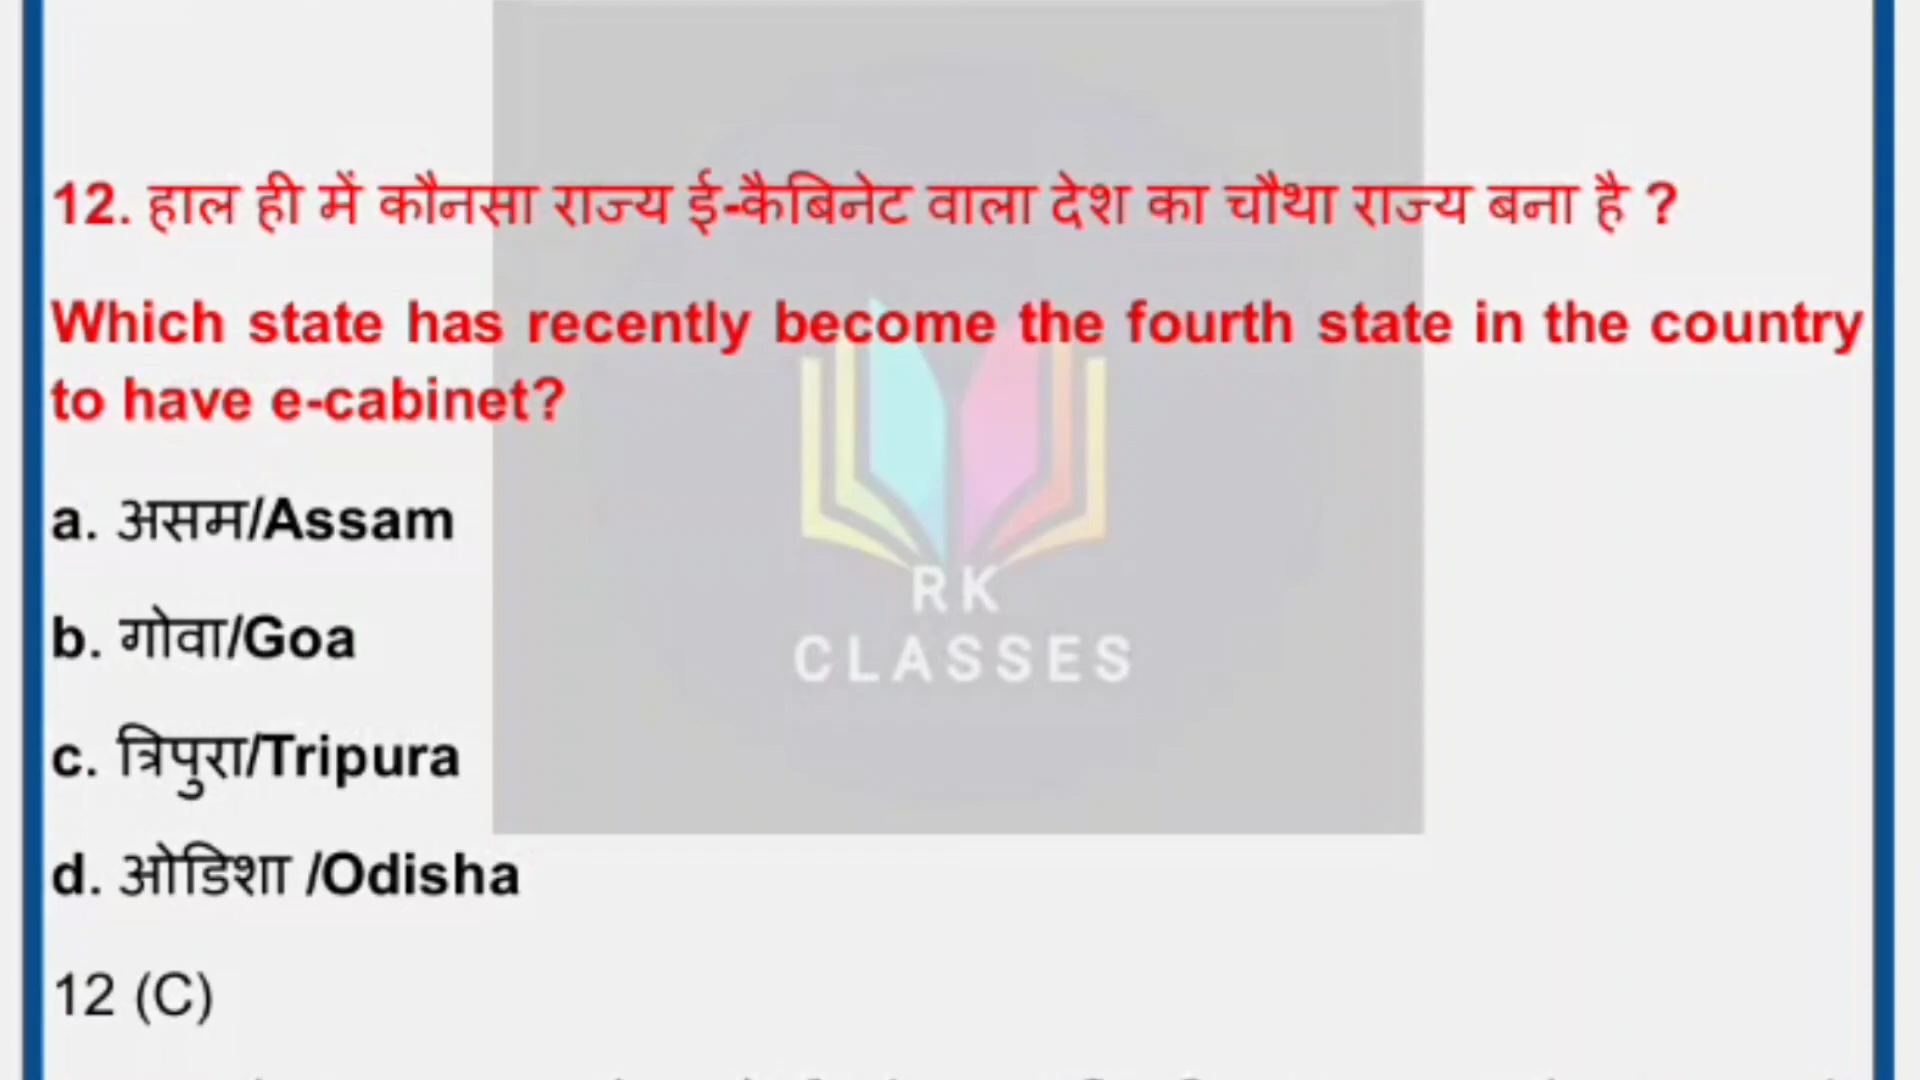 12. हाल ही में कौनसा राज्य ई-कैबिनेट वाला देश का चौथा राज्य बना है ?
Which state has recently become the fourth state in the country
to have e-cabinet?
a. असम/Assam
b. गोवा/Goa
c. त्रिपुरा/Tripura
d. ओडिशा /Odisha
12 (C)
RK
CLASSES